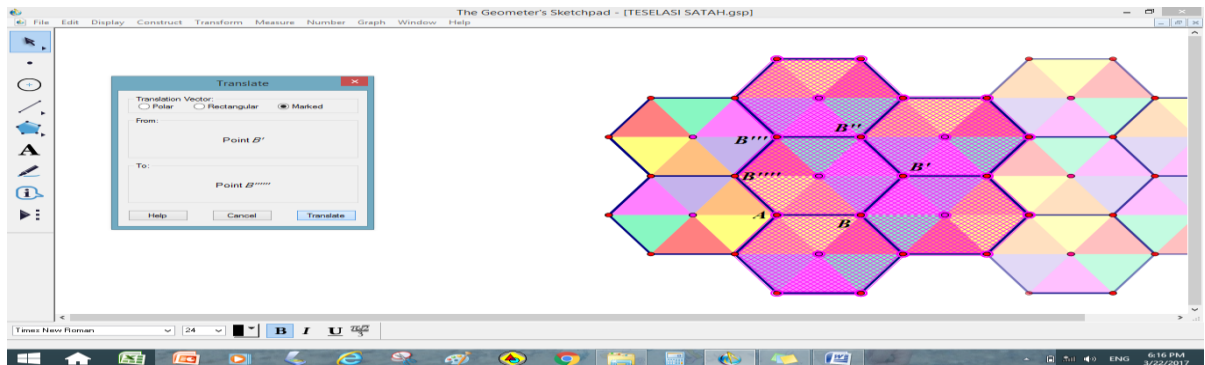 The Geometer's Sketchpad - [TESELASI SATAH.gsp]
File Edit Display Construct Transform Measure Number Graph Window Help
Translate
Translation Vector:
Polar Rectangular Marked
From:
Point B'
To:
Help Cancel Translate
A
B''
B'''
B'
B''''
A
B
Times New Roman 24 B I U
ENG 6:16 PM
3/22/2017